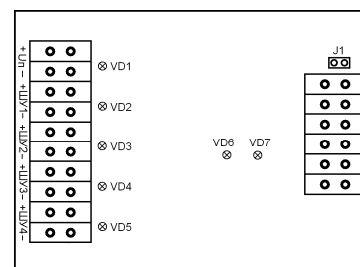 + Uп –
+ШУ1–
+ШУ2–
+ШУ3–
+ШУ4–
VD1
VD2
VD3
VD4
VD5
VD6 VD7
J1